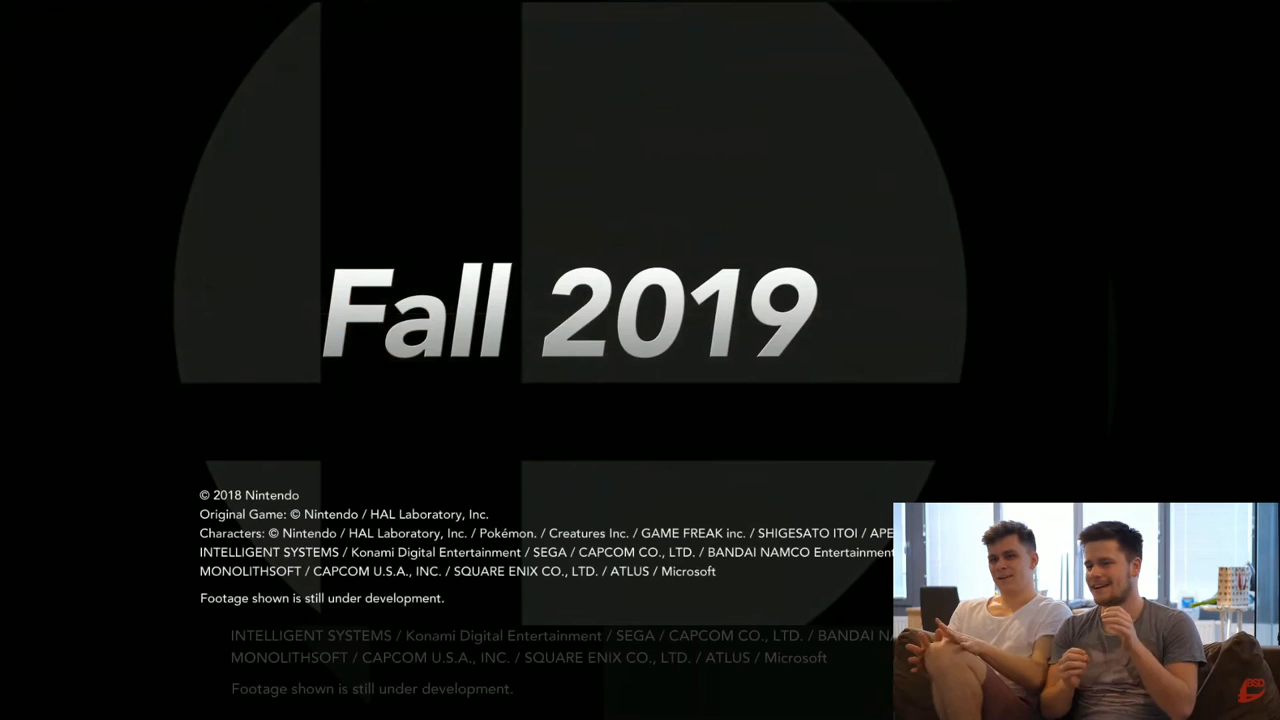 Fall 2019
© 2018 Nintendo
Original Game: © Nintendo / HAL Laboratory, Inc.
Characters: © Nintendo / HAL Laboratory, Inc. / Pokémon. / Creatures Inc. / GAME FREAK inc. / SHIGESATO ITOI / APE
INTELLIGENT SYSTEMS / Konami Digital Entertainment / SEGA / CAPCOM CO., LTD. / BANDAI NAMCO Entertainment
MONOLITHSOFT / CAPCOM U.S.A., INC. / SQUARE ENIX CO., LTD. / ATLUS / Microsoft
Footage shown is still under development.
INTELLIGENT SYSTEMS / Konami Digital Entertainment / SEGA / CAPCOM CO., LTD. / BANDAI NA
MONOLITHSOFT / CAPCOM U.S.A., INC. / SQUARE ENIX CO., LTD. / ATLUS / Microsoft
Footage shown is still under development.
BSD